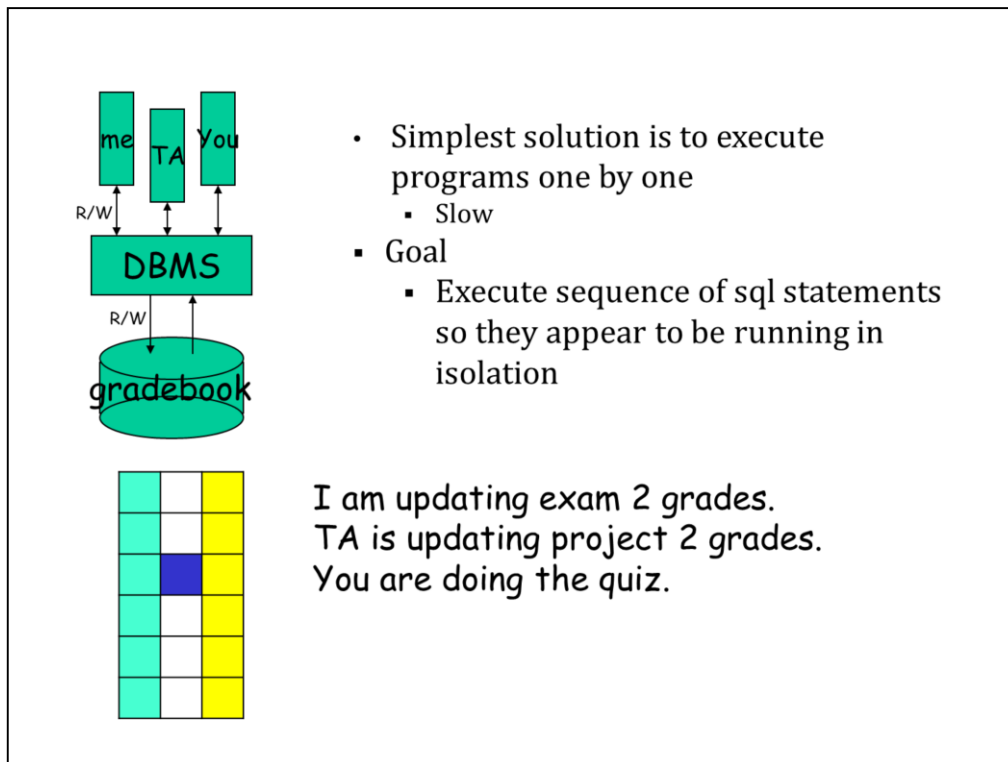 me
TA
You
R/W
DBMS
R/W
gradebook
• Simplest solution is to execute
programs one by one
▪ Slow
▪ Goal
▪ Execute sequence of sql statements
so they appear to be running in
isolation
I am updating exam 2 grades.
TA is updating project 2 grades.
You are doing the quiz.